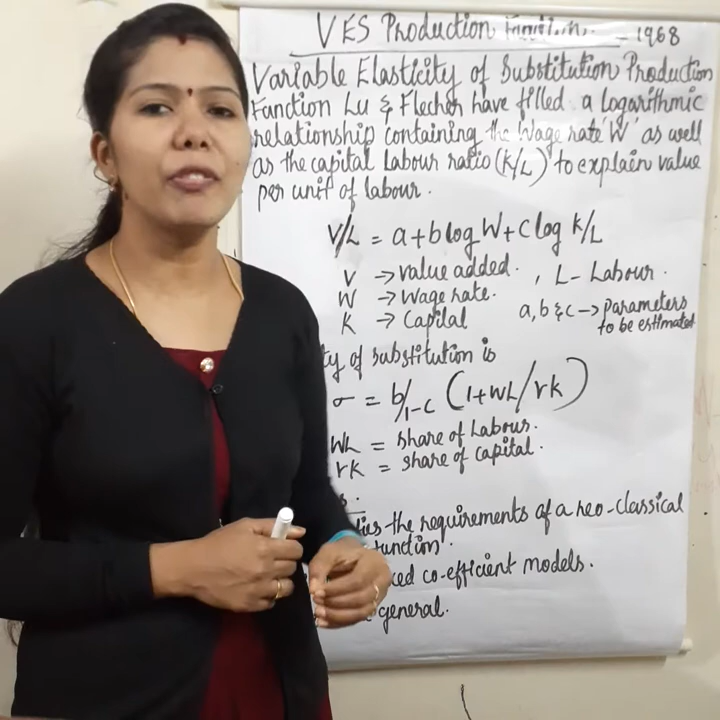 VES Production Function. - 1968
Variable Elasticity of Substitution Production
Function Lu & Flecher have filled a logarithmic
relationship containing the Wage rate 'W' as well
as the capital Labour ratio (K/L) to explain value
per unit of labour.
V/L = a+b log W+C log K/L
V → value added. , L - Labour.
W → Wage rate.
K → Capital a, b & c → Parameters
to be estimated
ty of substitution is
σ = b/1-c (1+WL/rk)
WL = share of Labour.
rk = share of capital.
s.
ties the requirements of a neo-classical
function.
ed co-efficient models.
general.